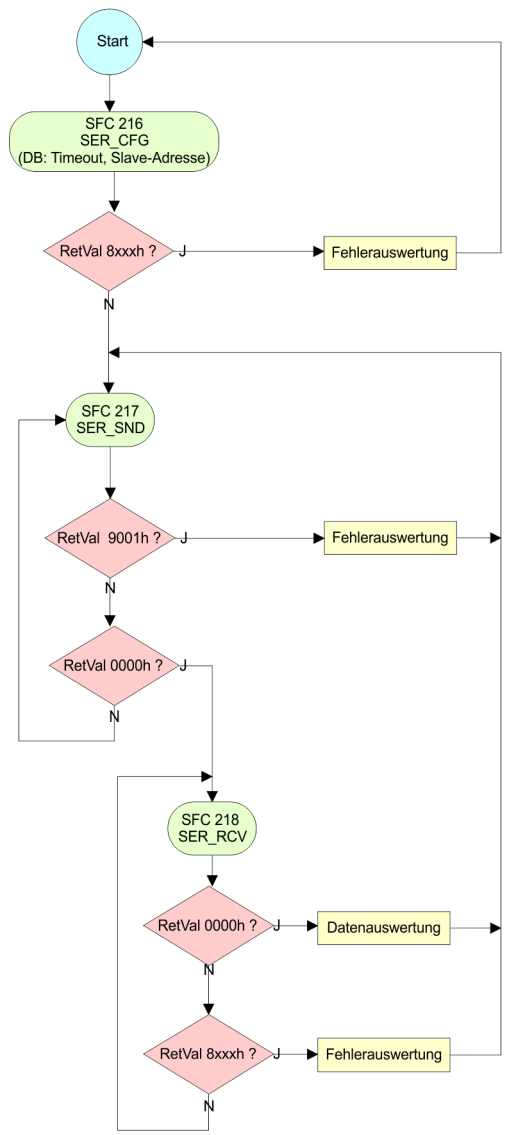 Start
SFC 216
SER_CFG
(DB: Timeout, Slave-Adresse)
RetVal 8xxxh ?
J
Fehlerauswertung
N
SFC 217
SER_SND
RetVal 9001h ?
J
Fehlerauswertung
N
RetVal 0000h ?
J
N
SFC 218
SER_RCV
RetVal 0000h ?
J
Datenauswertung
N
RetVal 8xxxh ?
J
Fehlerauswertung
N